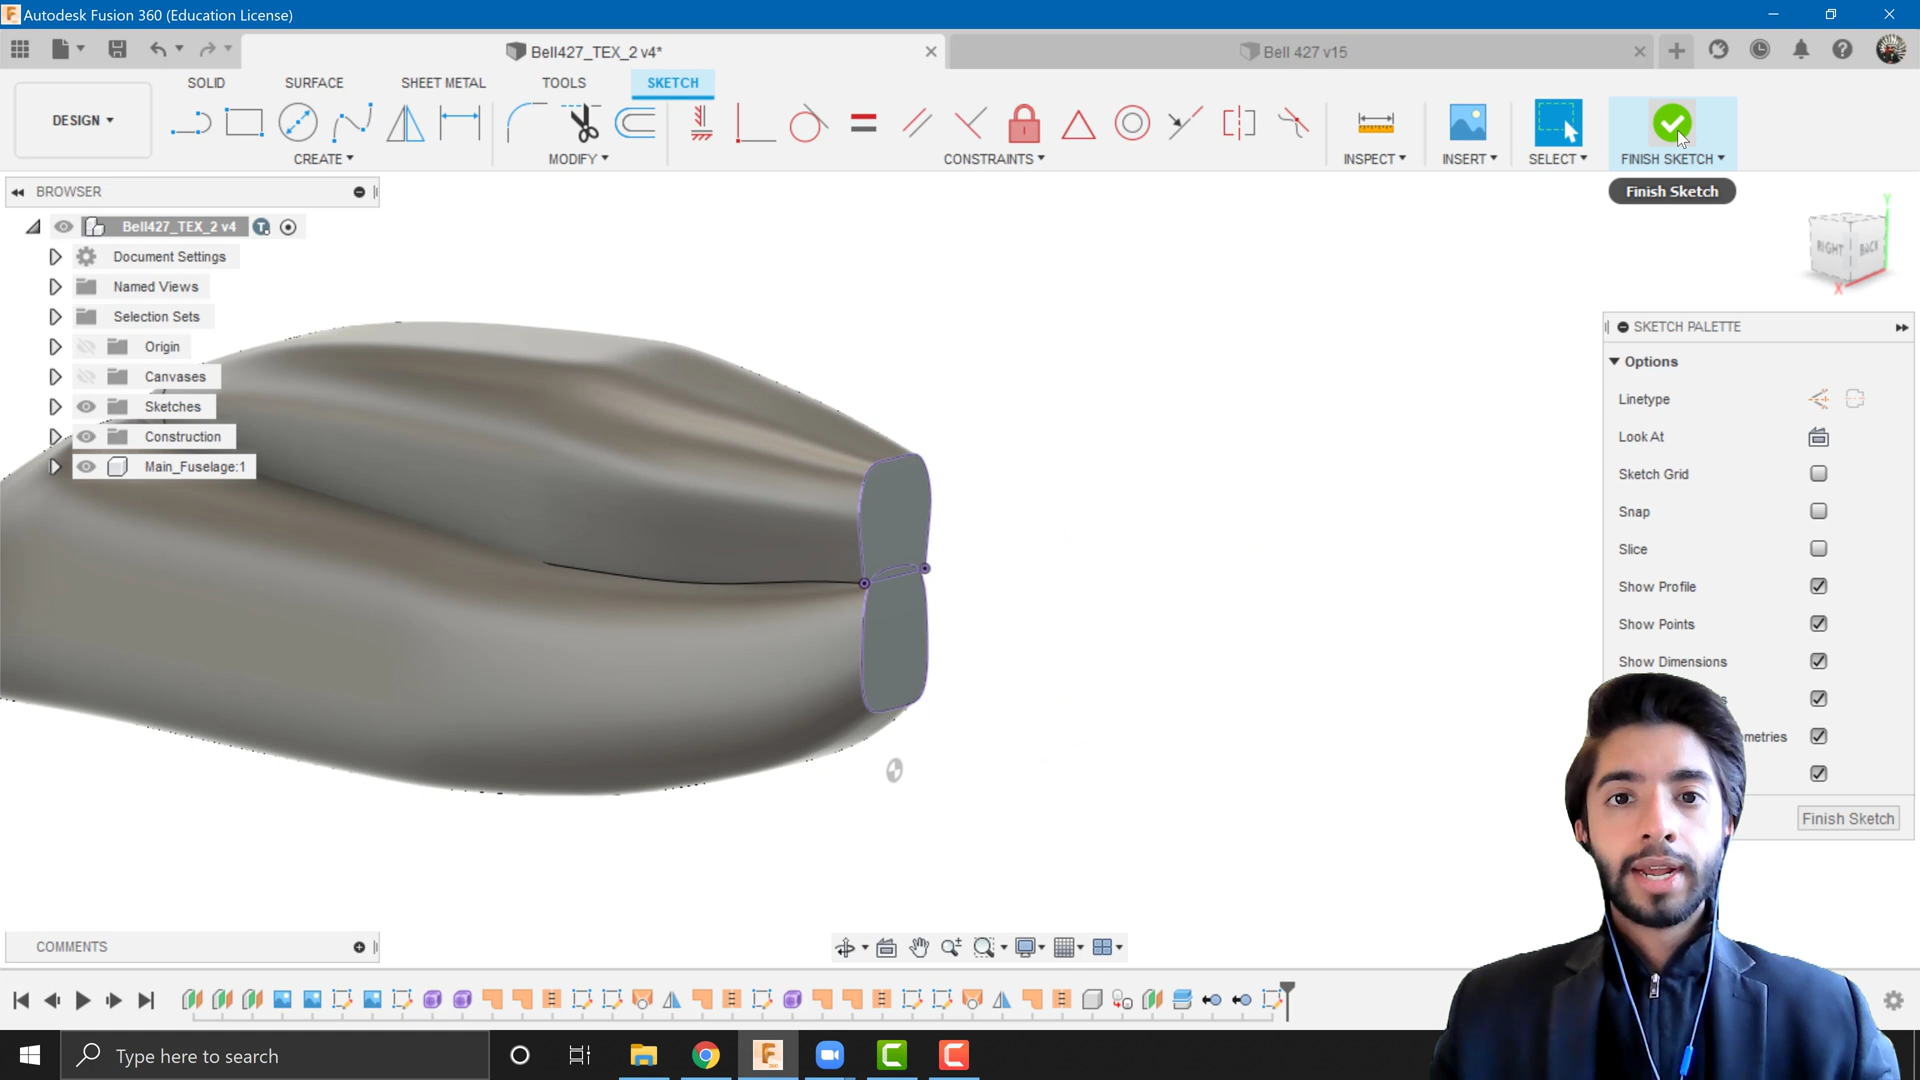 Autodesk Fusion 360 (Education License)
Bell427_TEX_2 v4*
Bell 427 v15
SOLID
SURFACE
SHEET METAL
TOOLS
SKETCH
DESIGN
CREATE
MODIFY
CONSTRAINTS
INSPECT
INSERT
SELECT
FINISH SKETCH
Finish Sketch
BROWSER
Bell427_TEX_2 v4
Document Settings
Named Views
Selection Sets
Origin
Canvases
Sketches
Construction
Main_Fuselage:1
Y
RIGHT
BACK
X
SKETCH PALETTE
Options
Linetype
Look At
Sketch Grid
Snap
Slice
Show Profile
Show Points
Show Dimensions
Finish Sketch
COMMENTS
Type here to search